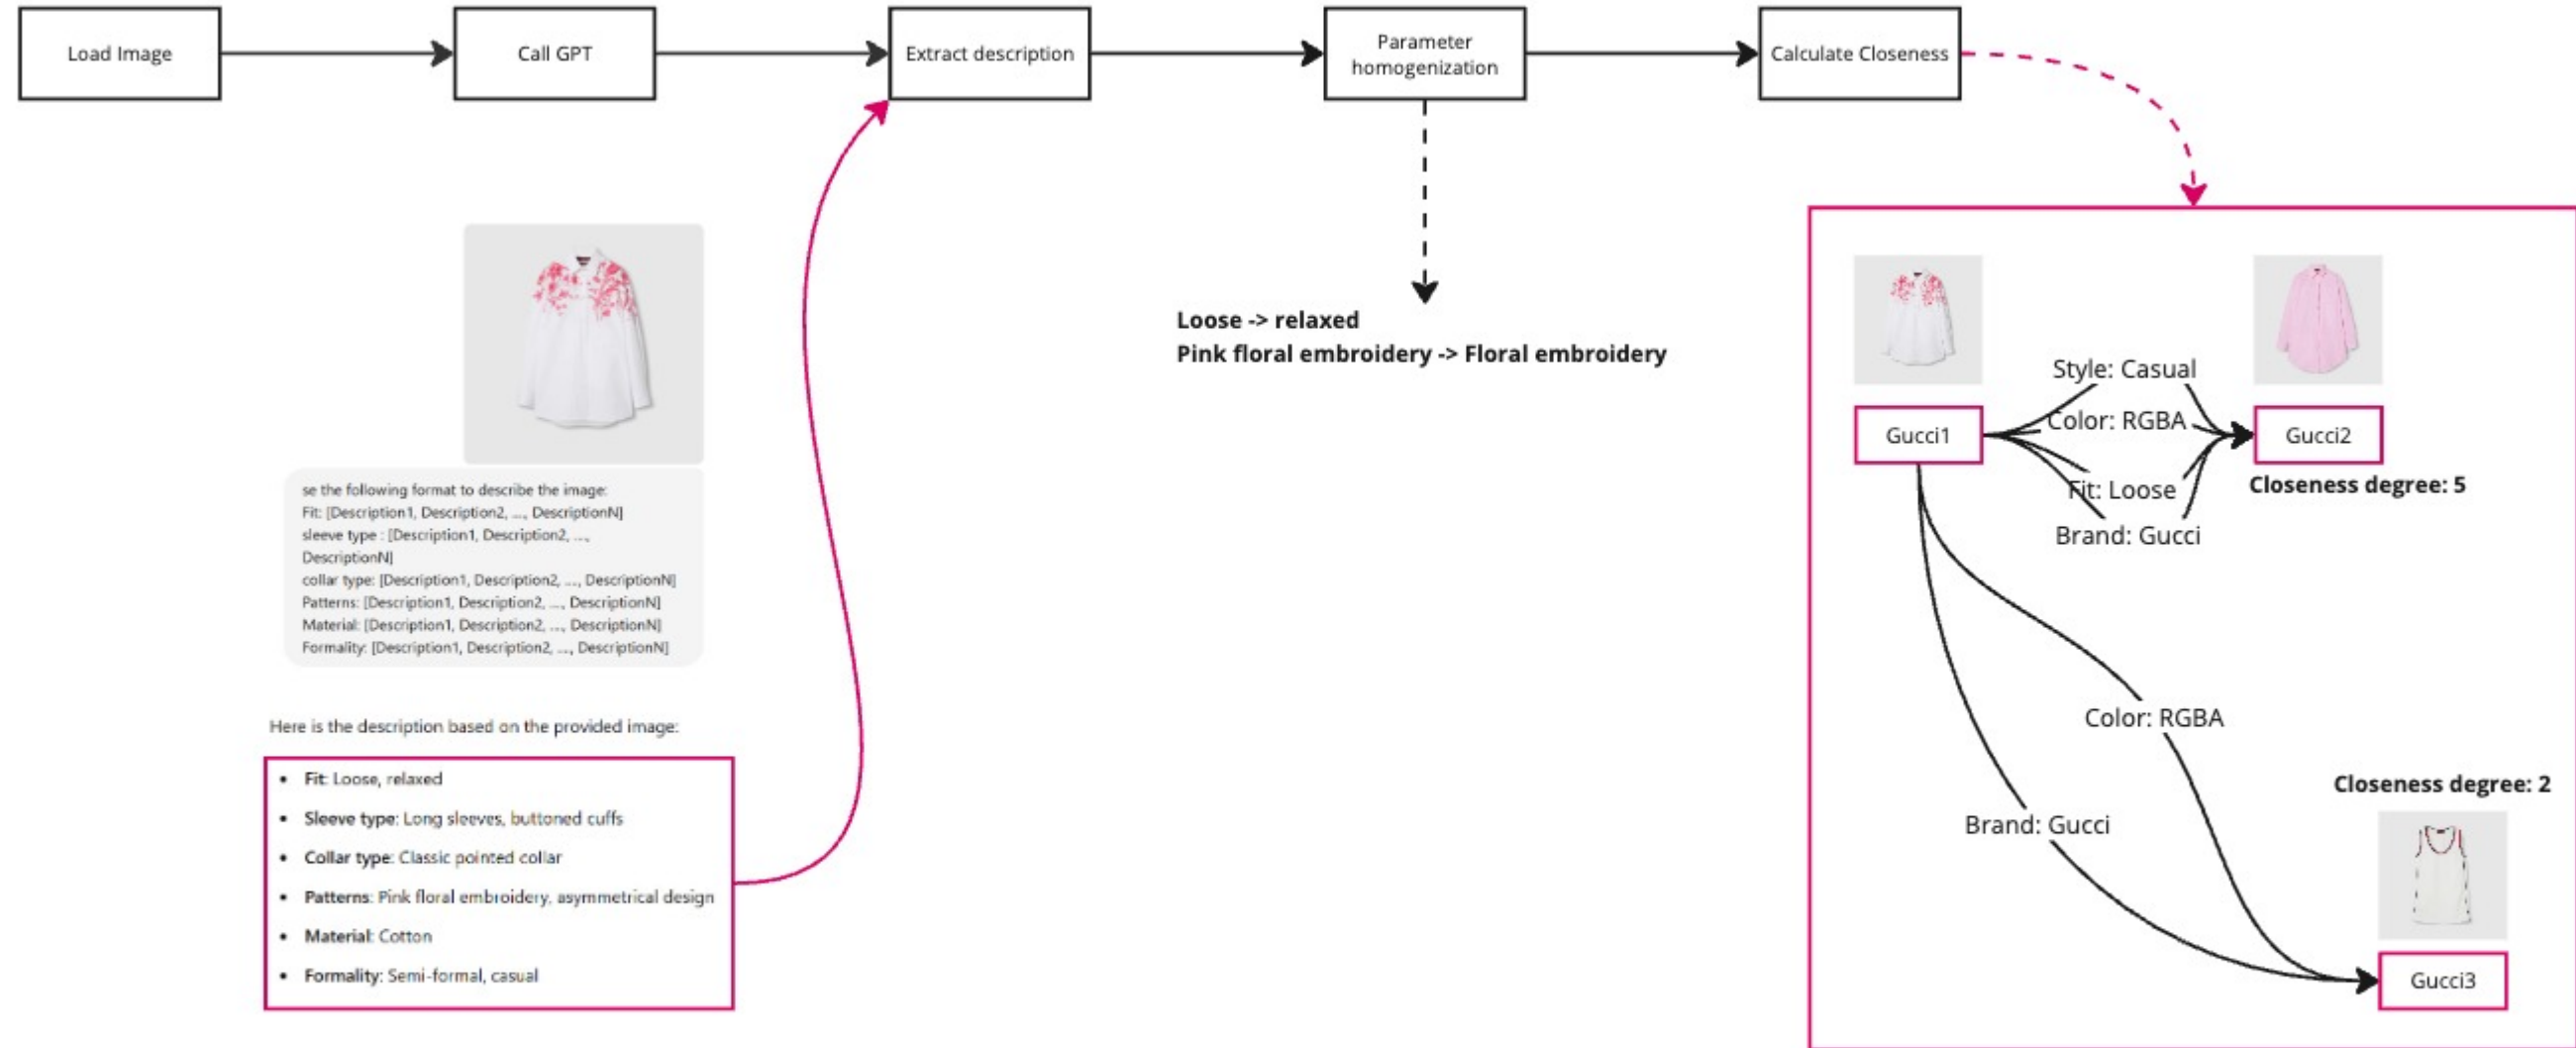 Load Image
Call GPT
Extract description
Parameter
homogenization
Calculate Closeness
se the following format to describe the image:
Fit: [Description1, Description2, ..., DescriptionN]
sleeve type : [Description1, Description2, ...,
DescriptionN]
collar type: [Description1, Description2, ..., DescriptionN]
Patterns: [Description1, Description2, ..., DescriptionN]
Material: [Description1, Description2, ..., DescriptionN]
Formality: [Description1, Description2, ..., DescriptionN]
Here is the description based on the provided image:
• Fit: Loose, relaxed
• Sleeve type: Long sleeves, buttoned cuffs
• Collar type: Classic pointed collar
• Patterns: Pink floral embroidery, asymmetrical design
• Material: Cotton
• Formality: Semi-formal, casual
Loose -> relaxed
Pink floral embroidery -> Floral embroidery
Gucci1
Style: Casual
Color: RGBA
Fit: Loose
Brand: Gucci
Gucci2
Closeness degree: 5
Color: RGBA
Brand: Gucci
Closeness degree: 2
Gucci3